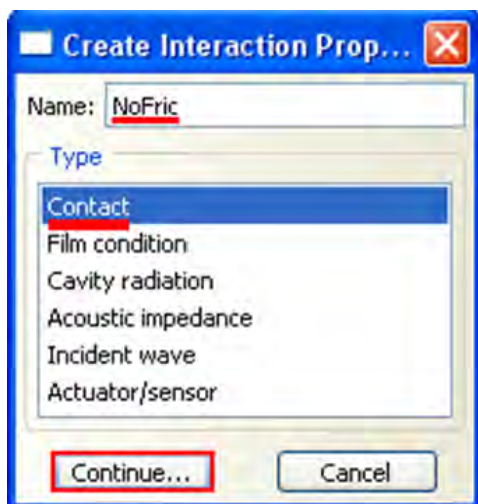 Create Interaction Prop...
Name: NoFric
Type
Contact
Film condition
Cavity radiation
Acoustic impedance
Incident wave
Actuator/sensor
Continue... Cancel